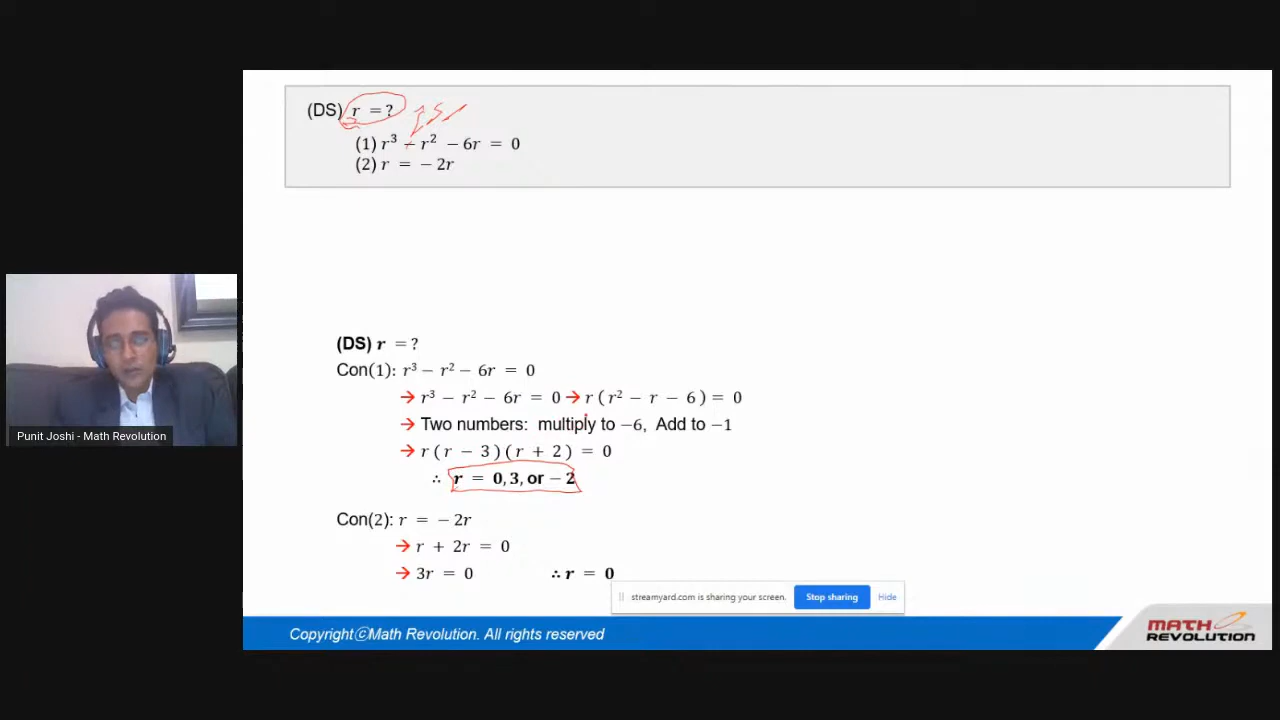 (DS) r = ?
(1) r³ − r² − 6r = 0
(2) r = − 2r
(DS) r = ?
Con(1): r³ − r² − 6r = 0
→ r³ − r² − 6r = 0 → r ( r² − r − 6 ) = 0
→ Two numbers: multiply to −6, Add to −1
→ r ( r − 3 ) ( r + 2 ) = 0
∴ r = 0, 3, or − 2
Con(2): r = − 2r
→ r + 2r = 0
→ 3r = 0 ∴ r = 0
Punit Joshi - Math Revolution
streamyard.com is sharing your screen. Stop sharing Hide
CopyrightⓒMath Revolution. All rights reserved
MATH
REVOLUTION